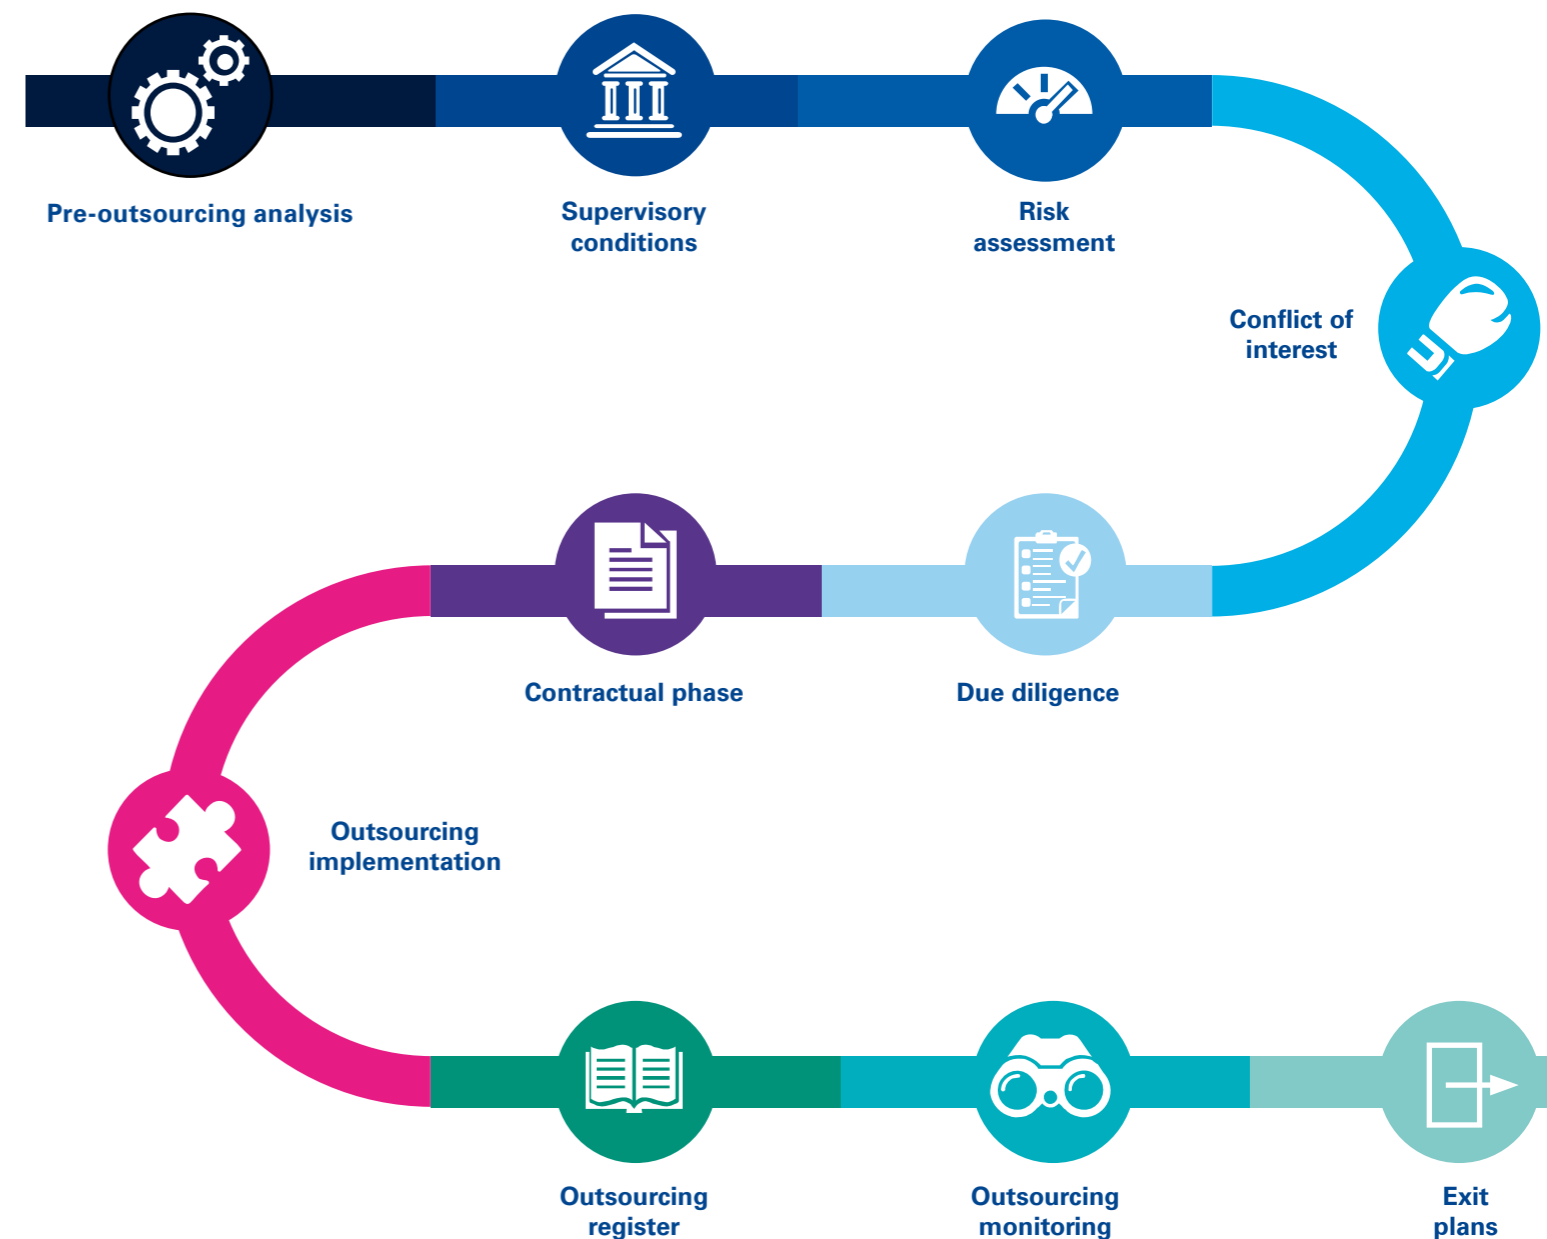 Pre-outsourcing analysis
Supervisory
conditions
Risk
assessment
Conflict of
interest
Due diligence
Contractual phase
Outsourcing
implementation
Outsourcing
register
Outsourcing
monitoring
Exit
plans